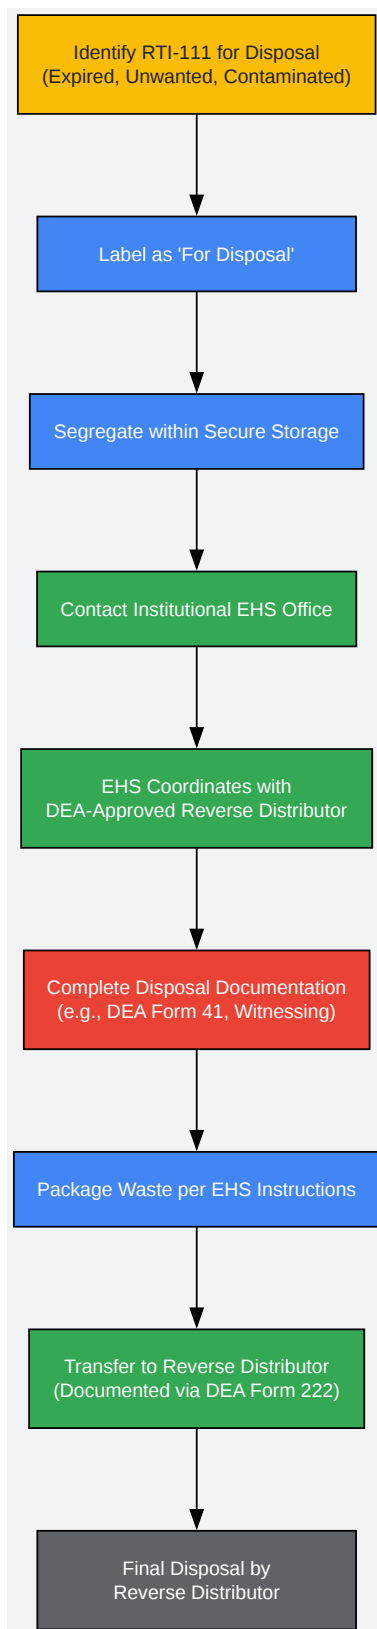 Identify RTI-111 for Disposal
(Expired, Unwanted, Contaminated)
Label as 'For Disposal'
Segregate within Secure Storage
Contact Institutional EHS Office
EHS Coordinates with
DEA-Approved Reverse Distributor
Complete Disposal Documentation
(e.g., DEA Form 41, Witnessing)
Package Waste per EHS Instructions
Transfer to Reverse Distributor
(Documented via DEA Form 222)
Final Disposal by
Reverse Distributor